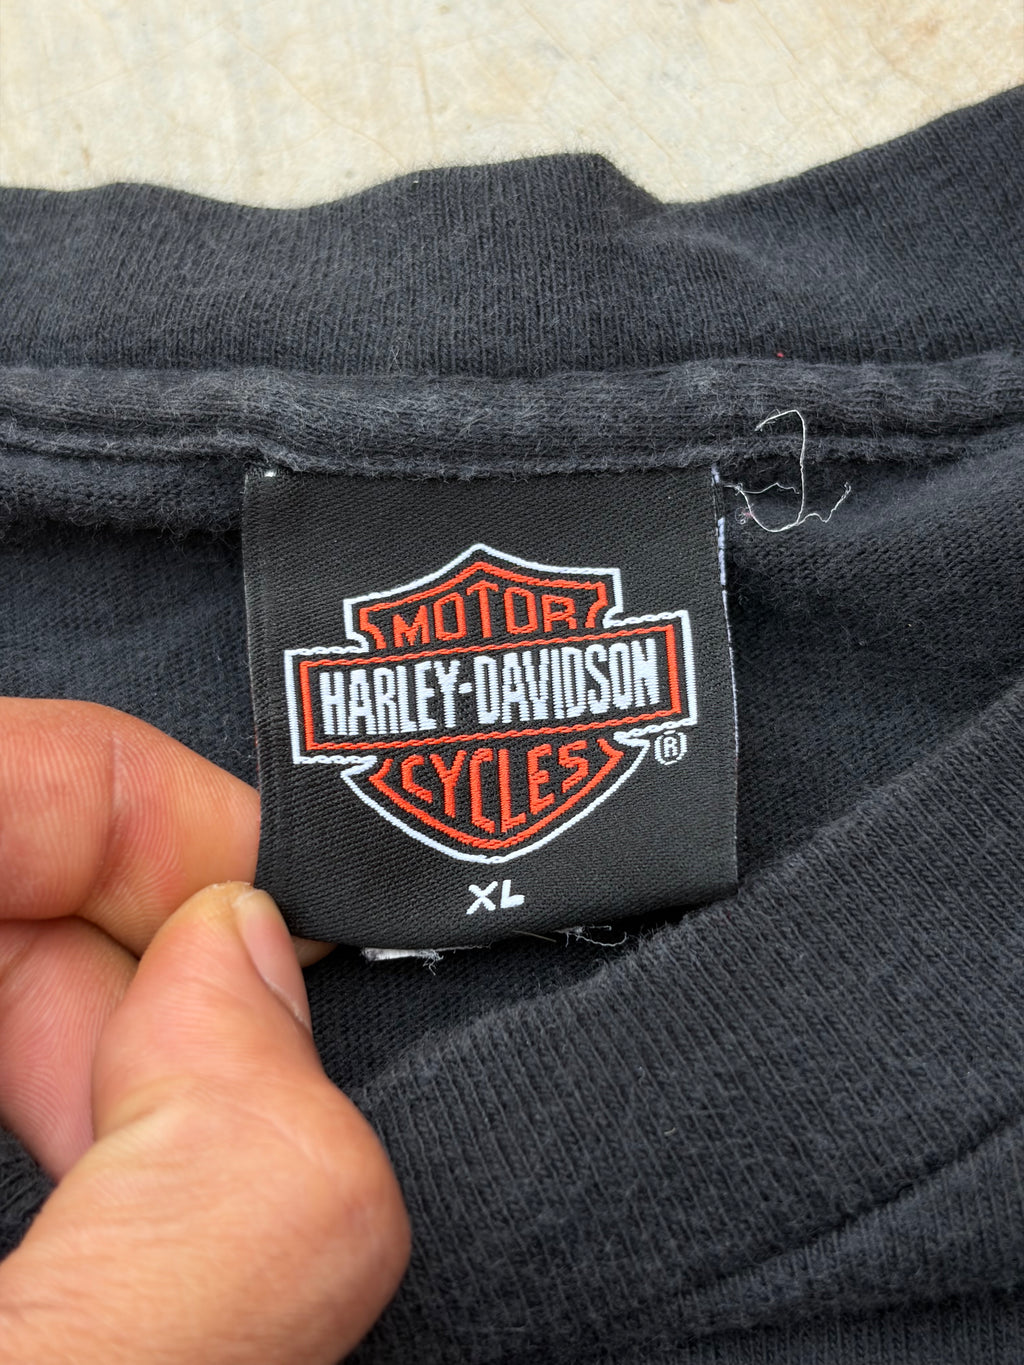 MOTOR
HARLEY-DAVIDSON
CYCLES
®
XL